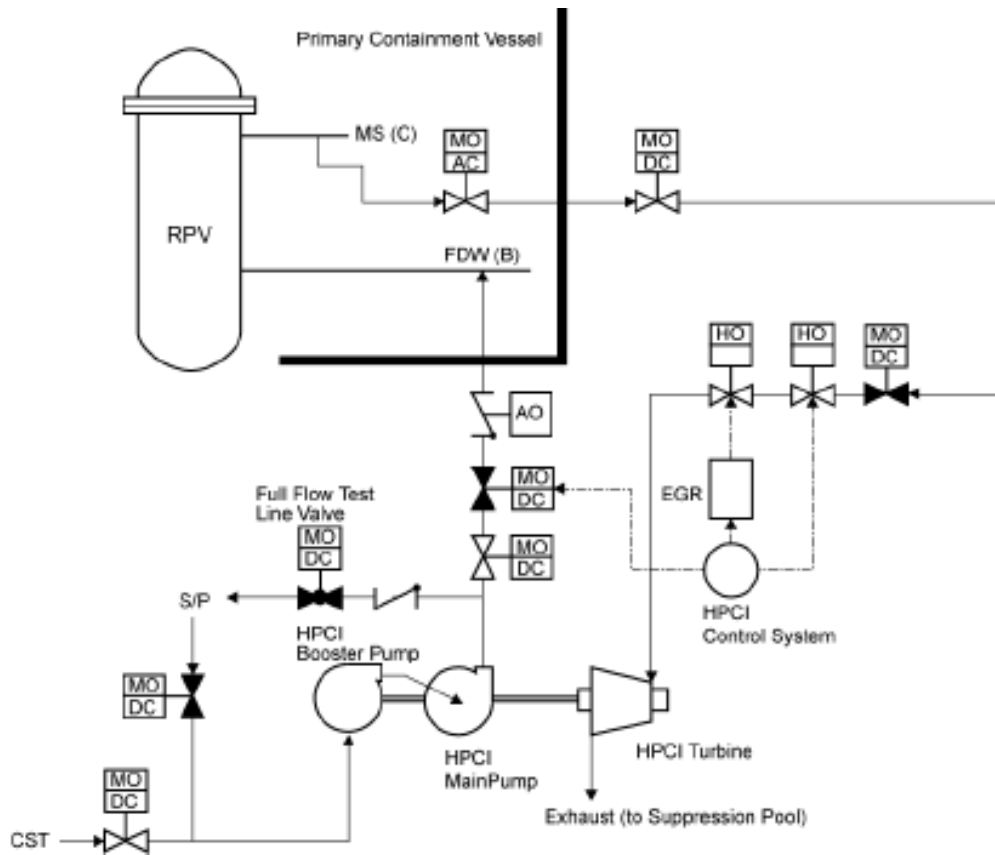 Primary Containment Vessel
MS (C)
MO
AC
MO
DC
RPV
FDW (B)
HO
HO
MO
DC
AO
MO
DC
EGR
Full Flow Test
Line Valve
MO
DC
MO
DC
S/P
HPCI
Control System
HPCI
Booster Pump
MO
DC
HPCI
MainPump
HPCI Turbine
MO
DC
Exhaust (to Suppression Pool)
CST